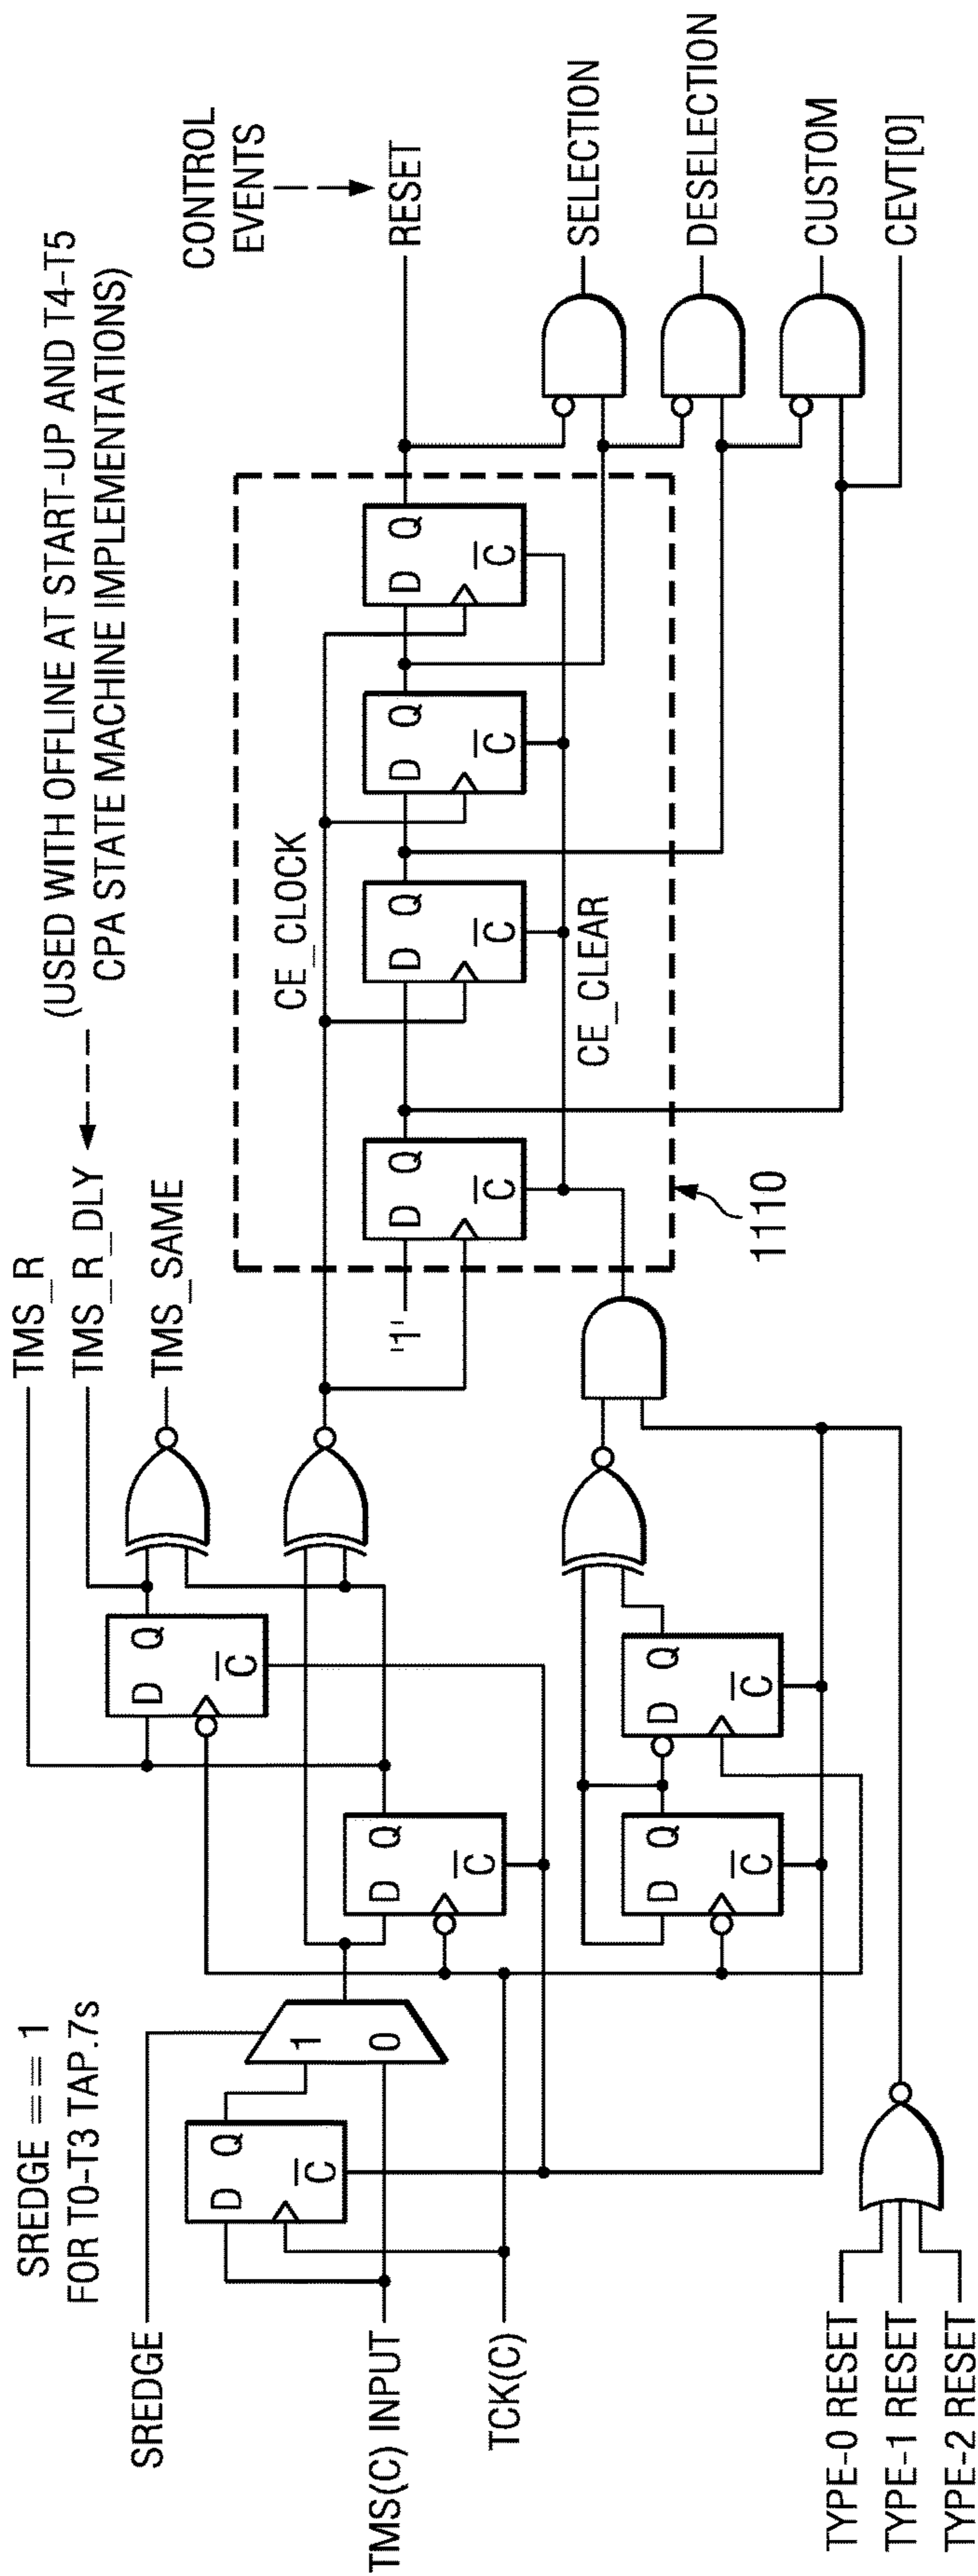 SREDGE == 1
FOR T0-T3 TAP.7s
SREDGE
TMS(C) INPUT
TCK(C)
TYPE-0 RESET
TYPE-1 RESET
TYPE-2 RESET
1
0
D Q
C
D Q
C
D Q
C
D Q
C
D Q
C
TMS_R
TMS_R_DLY
TMS_SAME
(USED WITH OFFLINE AT START-UP AND T4-T5
CPA STATE MACHINE IMPLEMENTATIONS)
'1'
CE_CLOCK
D Q
C
D Q
C
D Q
C
D Q
C
CE_CLEAR
1110
CONTROL
EVENTS
RESET
SELECTION
DESELECTION
CUSTOM
CEVT[0]